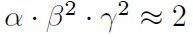 α · β² · γ² ≈ 2